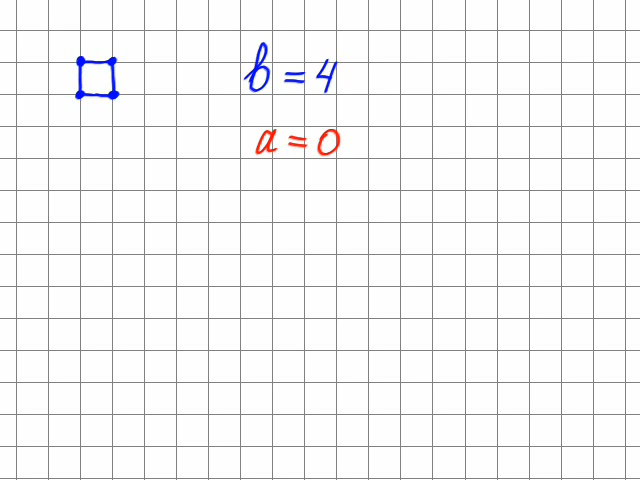 b = 4
a = 0